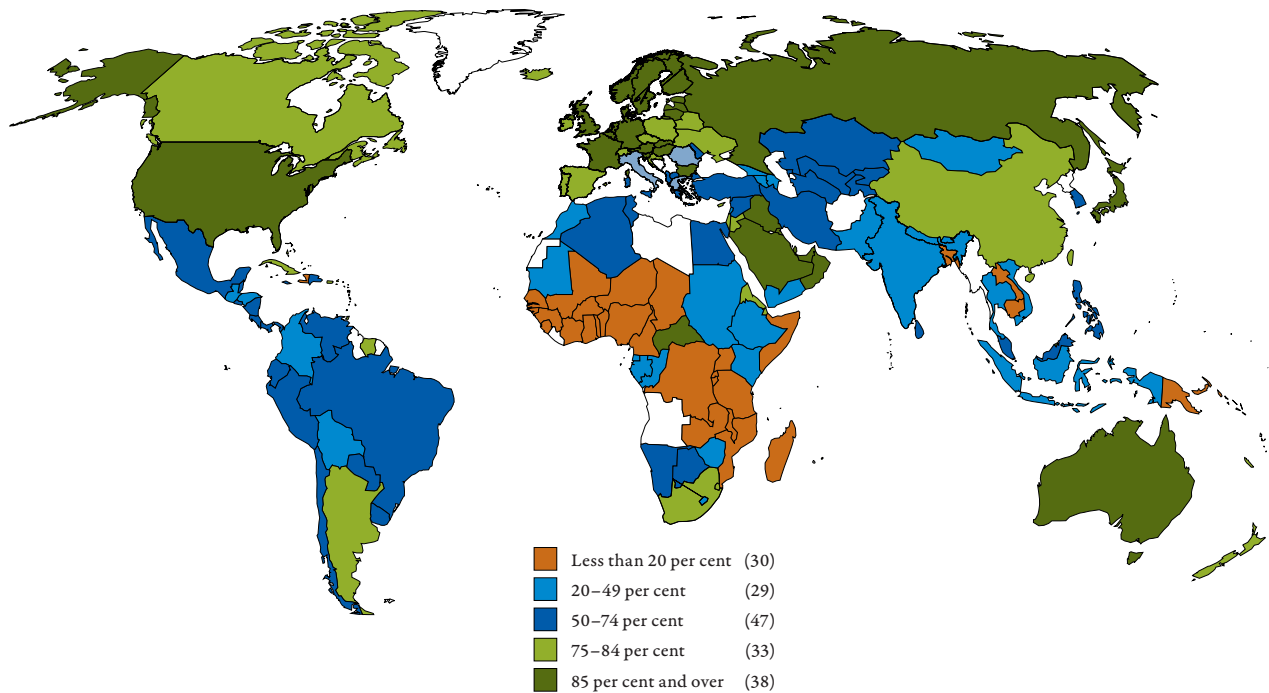 Less than 20 per cent (30)
20–49 per cent (29)
50–74 per cent (47)
75–84 per cent (33)
85 per cent and over (38)